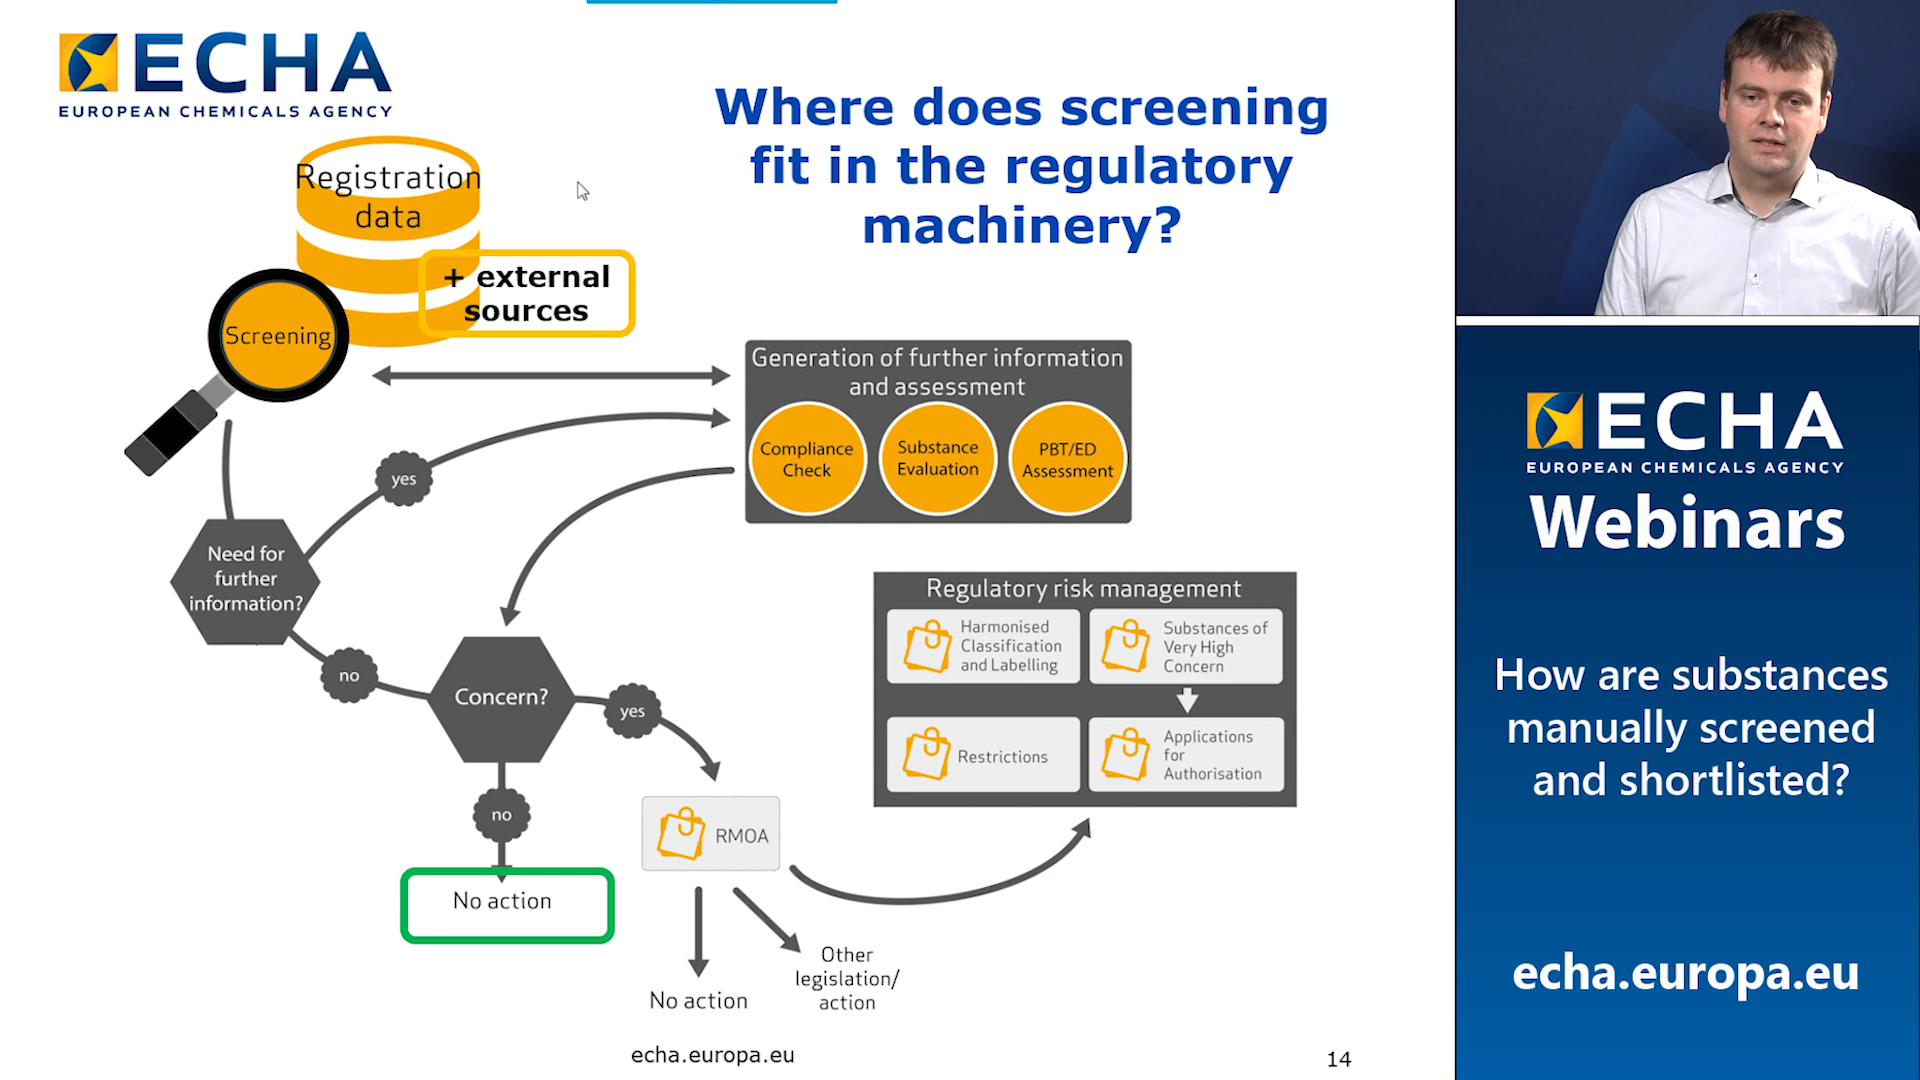 ECHA
EUROPEAN CHEMICALS AGENCY
Where does screening
fit in the regulatory
machinery?
Registration
data
+ external
sources
Screening
Generation of further information
and assessment
Compliance
Check
Substance
Evaluation
PBT/ED
Assessment
yes
Need for
further
information?
no
Concern?
yes
no
No action
RMOA
No action
Other
legislation/
action
Regulatory risk management
Harmonised
Classification
and Labelling
Substances of
Very High
Concern
Restrictions
Applications
for
Authorisation
echa.europa.eu
14
ECHA
EUROPEAN CHEMICALS AGENCY
Webinars
How are substances
manually screened
and shortlisted?
echa.europa.eu